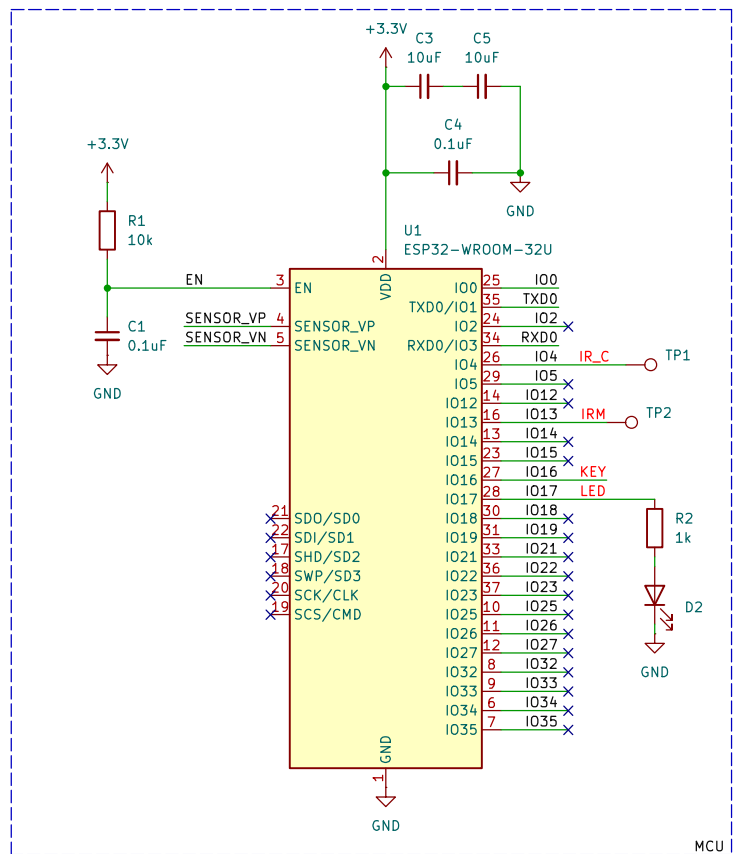 +3.3V
C3
10uF
C5
10uF
C4
0.1uF
GND
+3.3V
R1
10k
EN
C1
0.1uF
GND
SENSOR_VP
SENSOR_VN
U1
ESP32-WROOM-32U
2
VDD
3 EN
4 SENSOR_VP
5 SENSOR_VN
21 SDO/SD0
22 SDI/SD1
17 SHD/SD2
18 SWP/SD3
20 SCK/CLK
19 SCS/CMD
IO0 25 IO0
TXD0/IO1 35 TXD0
IO2 24 IO2
RXD0/IO3 34 RXD0
IO4 26 IO4 IR_C TP1
IO5 29 IO5
IO12 14 IO12
IO13 16 IO13 IRM TP2
IO14 13 IO14
IO15 23 IO15
IO16 27 IO16 KEY
IO17 28 IO17 LED
IO18 30 IO18
IO19 31 IO19
IO21 33 IO21
IO22 36 IO22
IO23 37 IO23
IO25 10 IO25
IO26 11 IO26
IO27 12 IO27
IO32 8 IO32
IO33 9 IO33
IO34 6 IO34
IO35 7 IO35
R2
1k
D2
GND
GND
1
GND
MCU